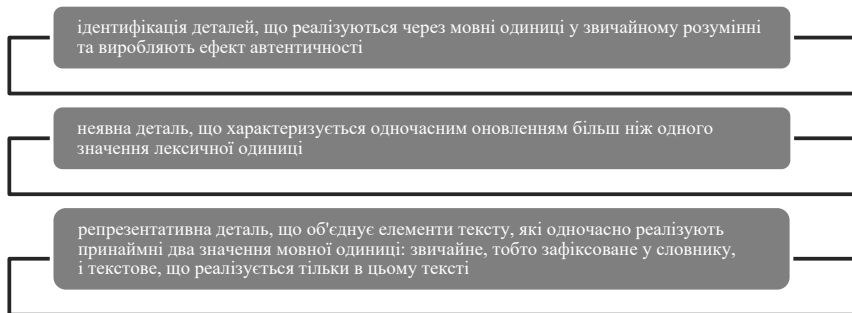 ідентифікація деталей, що реалізуються через мовні одиниці у звичайному розумінні
та виробляють ефект автентичності
неявна деталь, що характеризується одночасним оновленням більш ніж одного
значення лексичної одиниці
репрезентативна деталь, що об'єднує елементи тексту, які одночасно реалізують
принаймні два значення мовної одиниці: звичайне, тобто зафіксоване у словнику,
і текстове, що реалізується тільки в цьому тексті